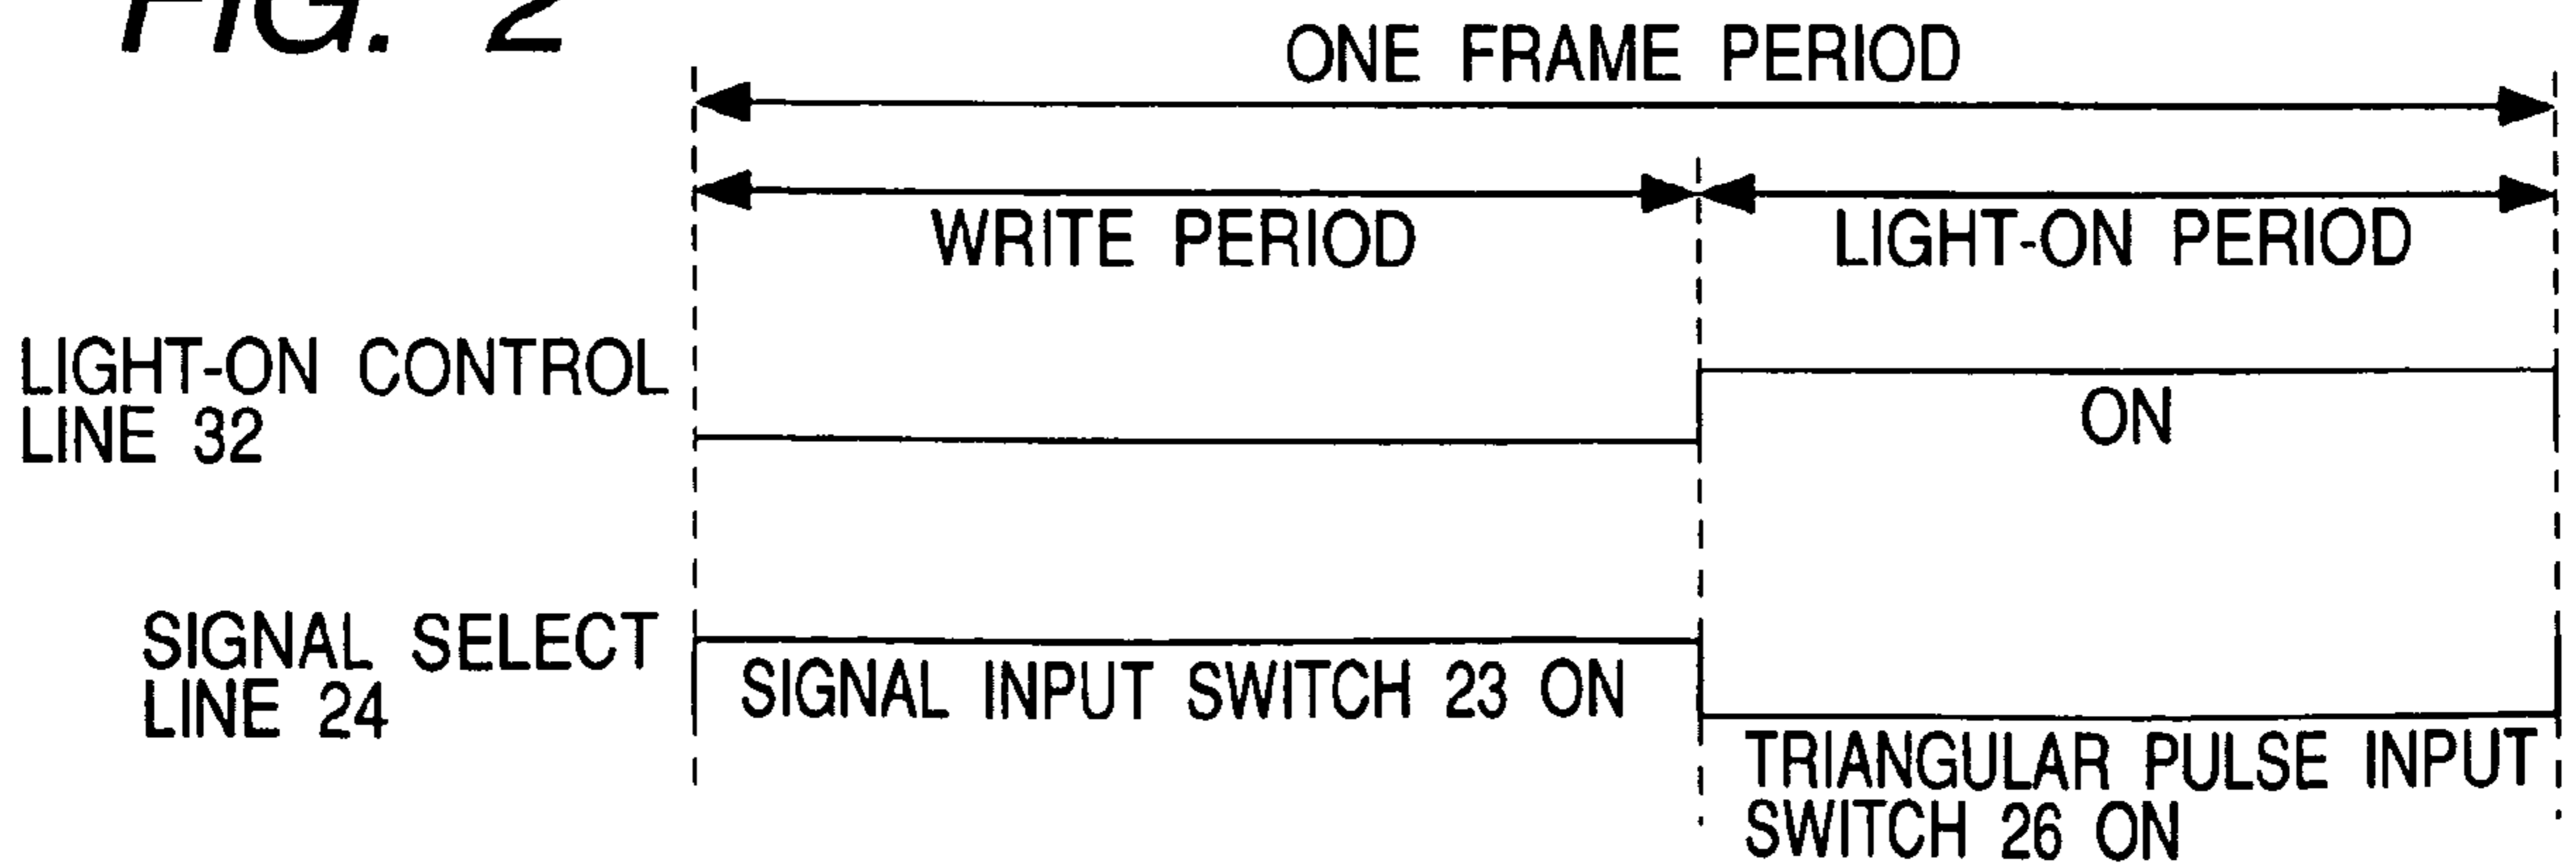 FIG. 2
ONE FRAME PERIOD
WRITE PERIOD
LIGHT-ON PERIOD
LIGHT-ON CONTROL
LINE 32
ON
SIGNAL SELECT
LINE 24
SIGNAL INPUT SWITCH 23 ON
TRIANGULAR PULSE INPUT
SWITCH 26 ON